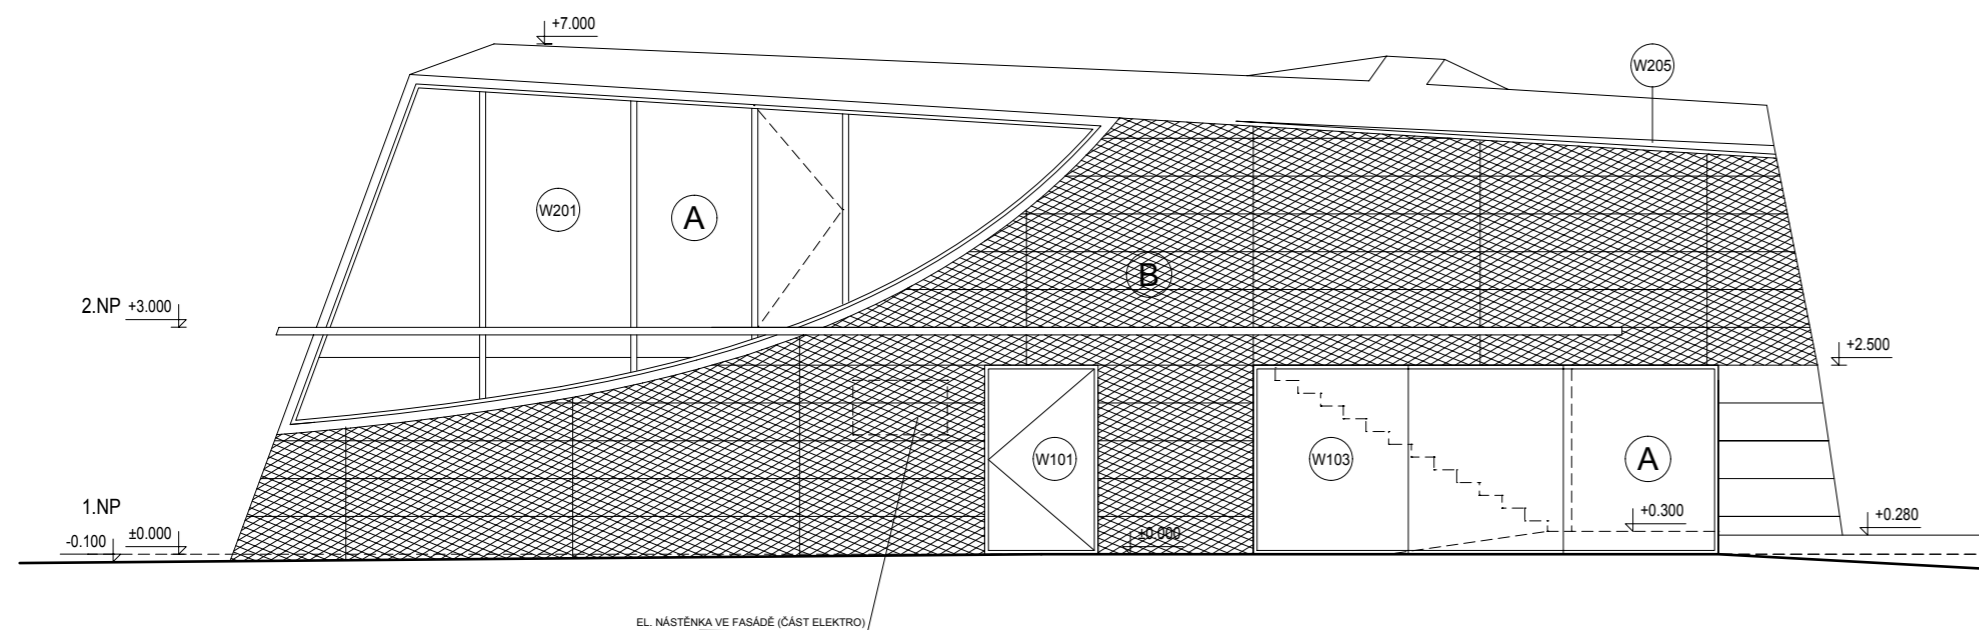 +7.000
W205
W201
A
B
2.NP +3.000
+2.500
W101
W103
A
1.NP
+0.300
+0.280
-0.100
±0.000
±0.000
EL. NÁSTĚNKA VE FASÁDĚ (ČÁST ELEKTRO)